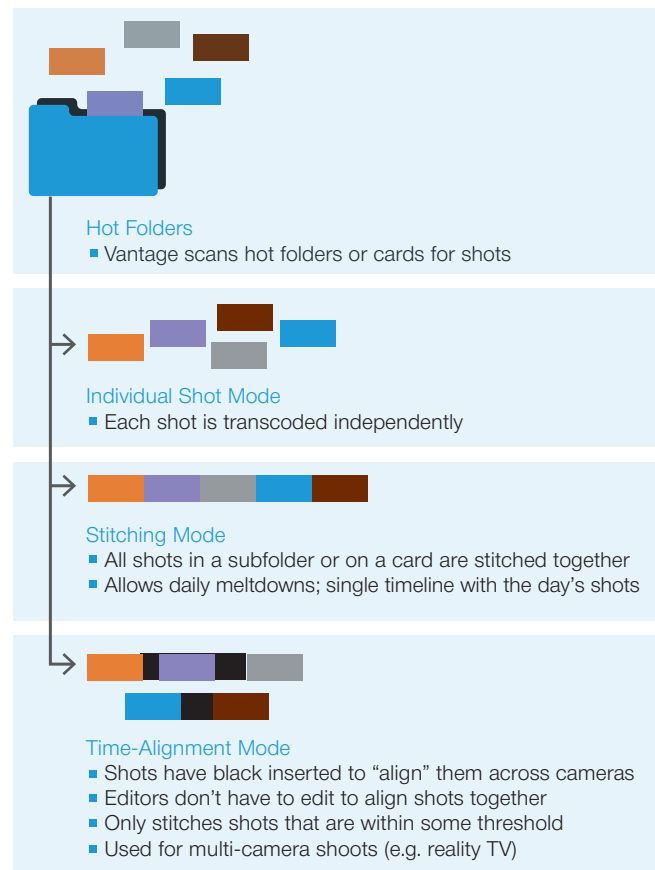 Hot Folders
Vantage scans hot folders or cards for shots
Individual Shot Mode
Each shot is transcoded independently
Stitching Mode
All shots in a subfolder or on a card are stitched together
Allows daily meltdowns; single timeline with the day’s shots
Time-Alignment Mode
Shots have black inserted to “align” them across cameras
Editors don’t have to edit to align shots together
Only stitches shots that are within some threshold
Used for multi-camera shoots (e.g. reality TV)